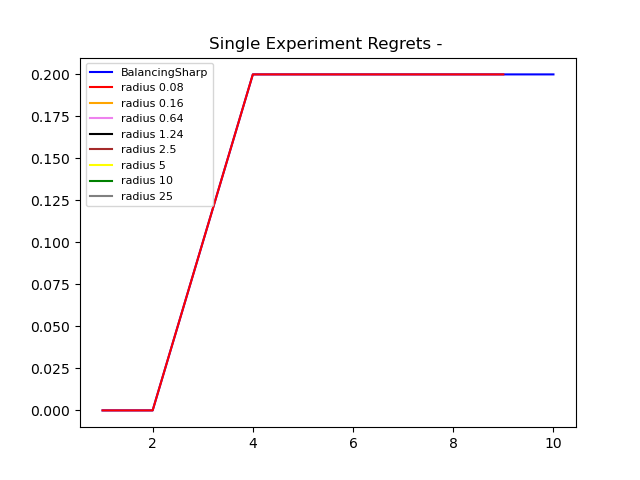 Single Experiment Regrets -
BalancingSharp
radius 0.08
radius 0.16
radius 0.64
radius 1.24
radius 2.5
radius 5
radius 10
radius 25
0.200
0.175
0.150
0.125
0.100
0.075
0.050
0.025
0.000
2 4 6 8 10